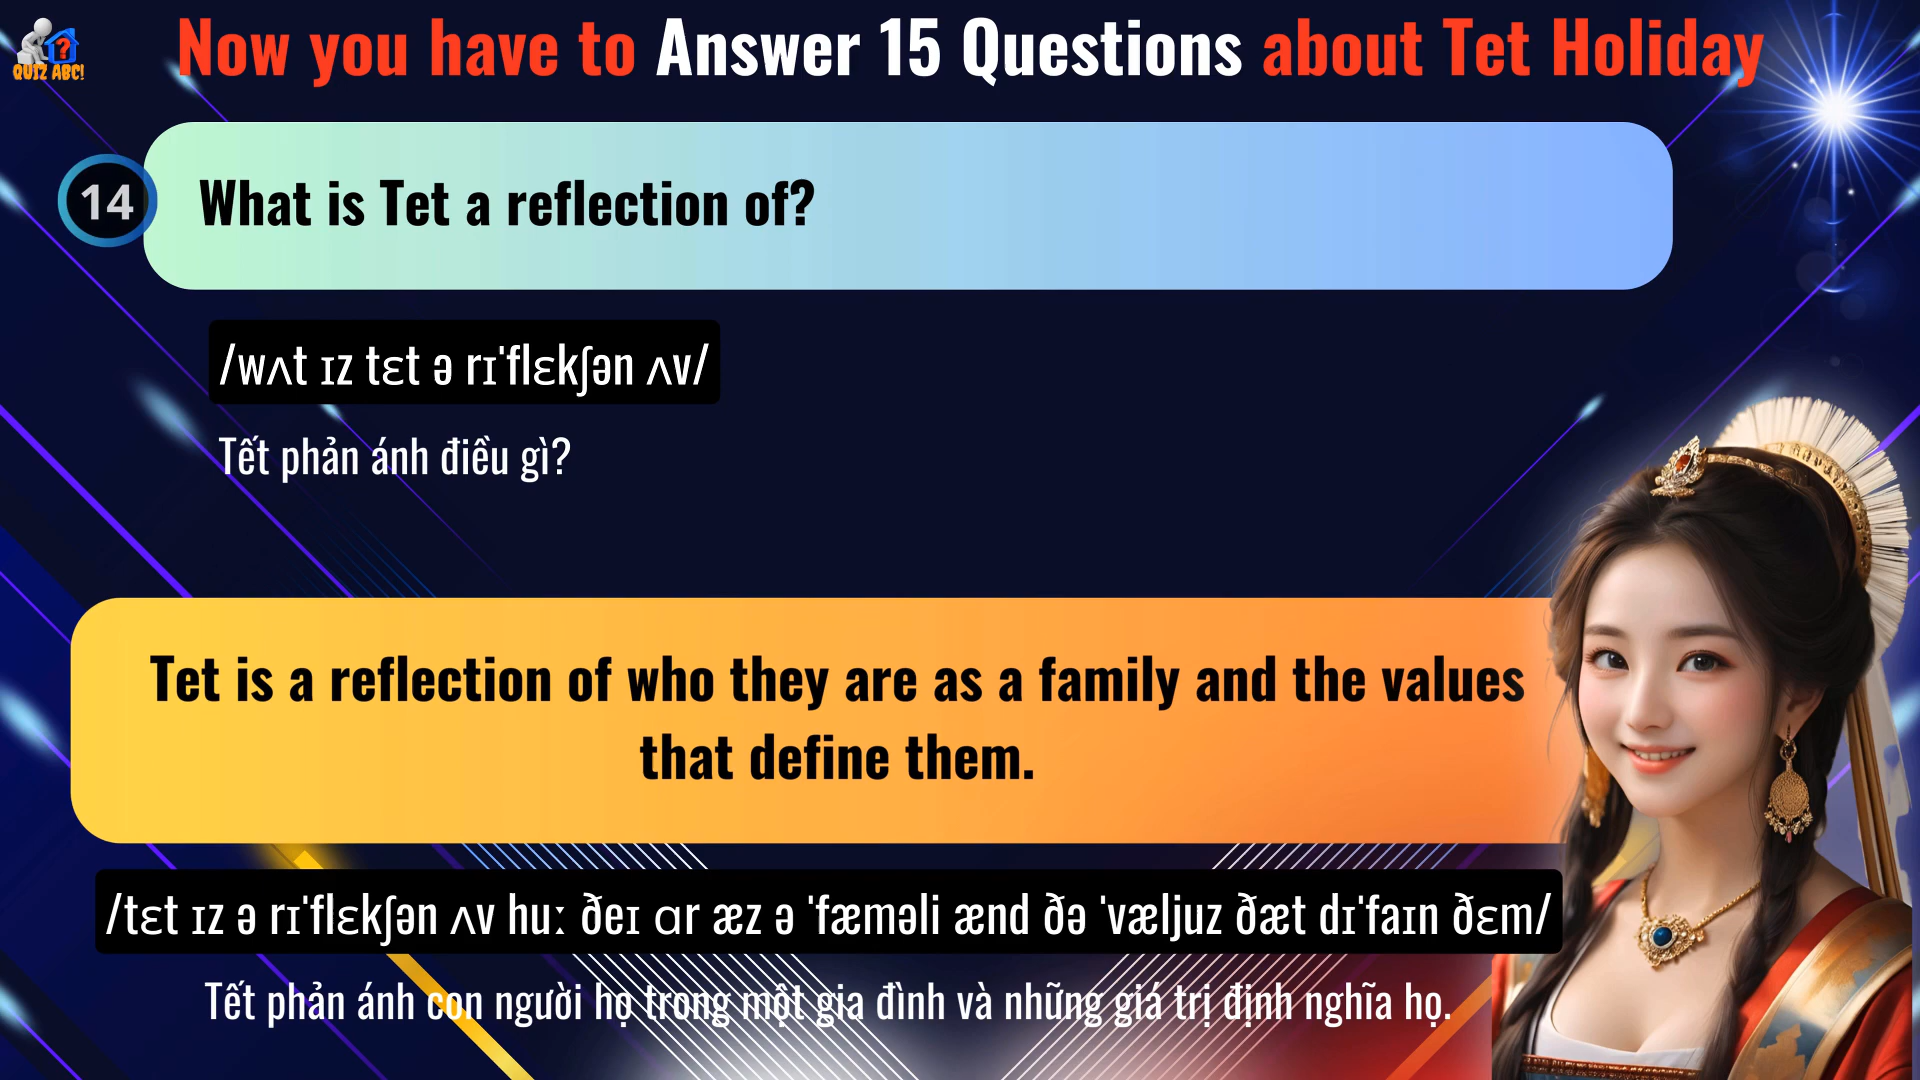 QUIZ ABC!
Now you have to Answer 15 Questions about Tet Holiday
14
What is Tet a reflection of?
/wʌt ɪz tɛt ə rɪˈflɛkʃən ʌv/
Tết phản ánh điều gì?
Tet is a reflection of who they are as a family and the values
that define them.
/tɛt ɪz ə rɪˈflɛkʃən ʌv huː ðeɪ ɑr æz ə ˈfæməli ænd ðə ˈvæljuz ðæt dɪˈfaɪn ðɛm/
Tết phản ánh con người họ trong một gia đình và những giá trị định nghĩa họ.